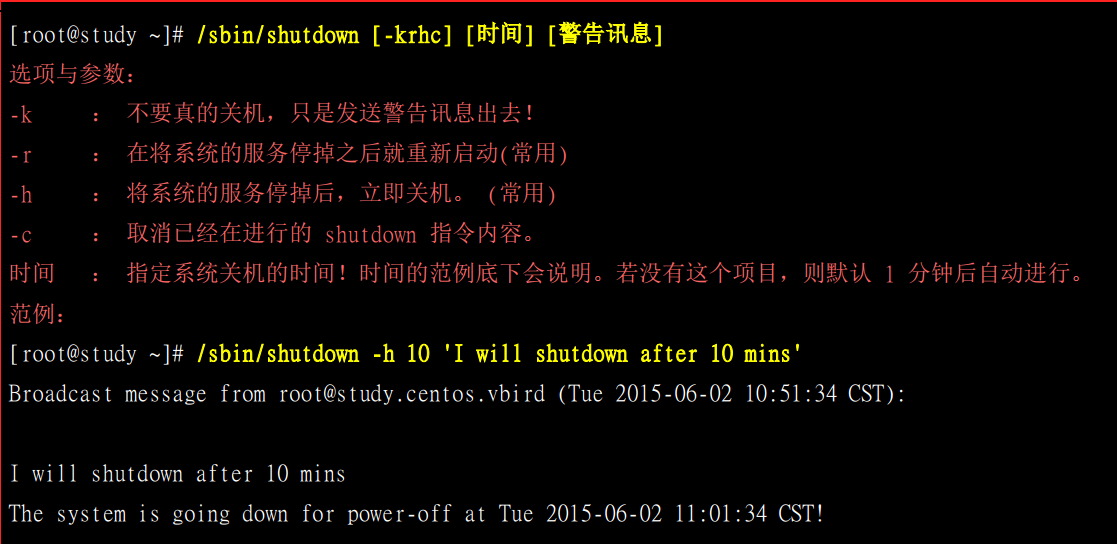 [root@study ~]# /sbin/shutdown [-krhc] [时间] [警告讯息]
选项与参数：
-k     ： 不要真的关机，只是发送警告讯息出去！
-r     ： 在将系统的服务停掉之后就重新启动(常用)
-h     ： 将系统的服务停掉后，立即关机。 (常用)
-c     ： 取消已经在进行的 shutdown 指令内容。
时间   ： 指定系统关机的时间！时间的范例底下会说明。若没有这个项目，则默认 1 分钟后自动进行。
范例：
[root@study ~]# /sbin/shutdown -h 10 'I will shutdown after 10 mins'
Broadcast message from root@study.centos.vbird (Tue 2015-06-02 10:51:34 CST):
I will shutdown after 10 mins
The system is going down for power-off at Tue 2015-06-02 11:01:34 CST!